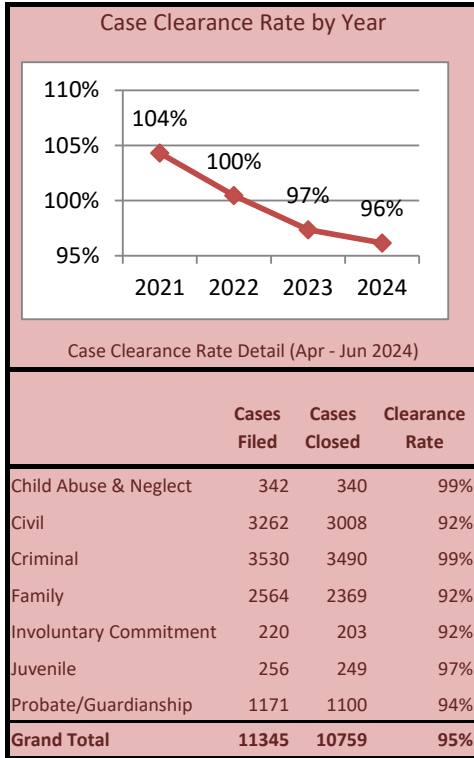 Case Clearance Rate by Year
110%
105%
100%
95%
104%
100%
97%
96%
2021 2022 2023 2024
Case Clearance Rate Detail (Apr - Jun 2024)
Cases Filed Cases Closed Clearance Rate
Child Abuse & Neglect 342 340 99%
Civil 3262 3008 92%
Criminal 3530 3490 99%
Family 2564 2369 92%
Involuntary Commitment 220 203 92%
Juvenile 256 249 97%
Probate/Guardianship 1171 1100 94%
Grand Total 11345 10759 95%